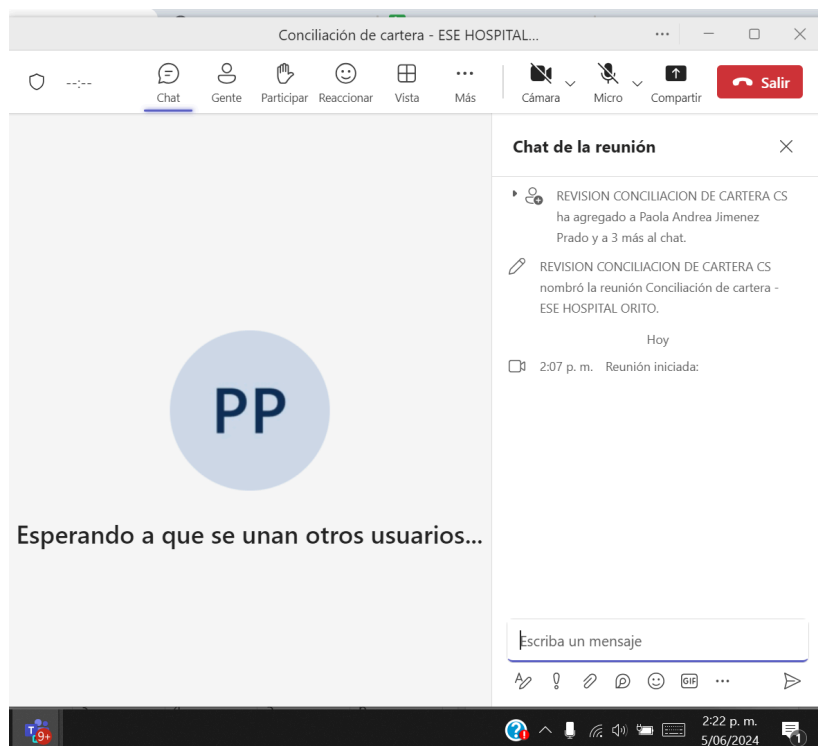 Conciliación de cartera - ESE HOSPITAL...
--:--
Chat
Gente
Participar
Reaccionar
Vista
Más
Cámara
Micro
Compartir
Salir
Chat de la reunión
REVISION CONCILIACION DE CARTERA CS
ha agregado a Paola Andrea Jimenez
Prado y a 3 más al chat.
REVISION CONCILIACION DE CARTERA CS
nombró la reunión Conciliación de cartera -
ESE HOSPITAL ORITO.
Hoy
2:07 p. m. Reunión iniciada:
PP
Esperando a que se unan otros usuarios...
Escriba un mensaje
GIF
T
9+
2:22 p. m.
5/06/2024
1